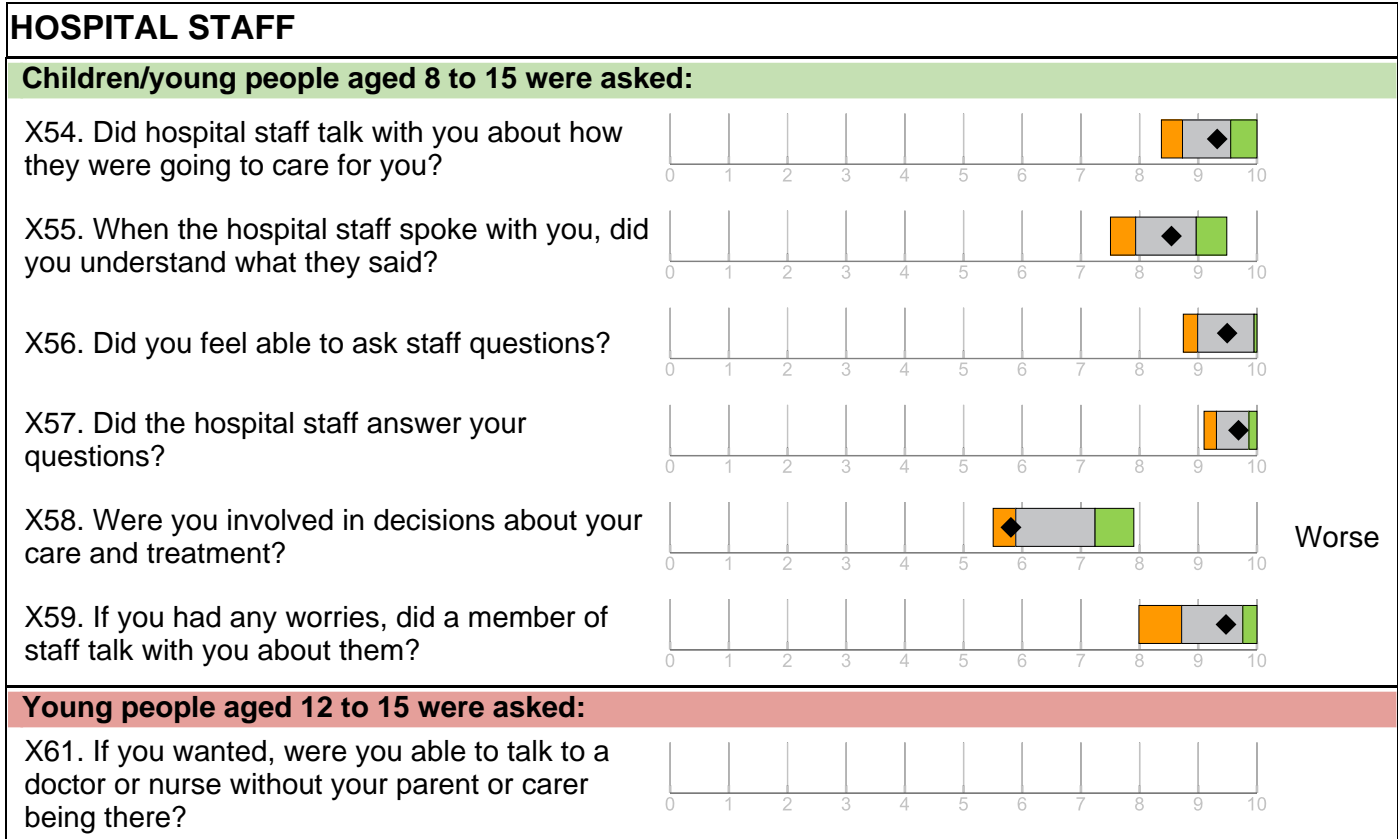 HOSPITAL STAFF
Children/young people aged 8 to 15 were asked:
X54. Did hospital staff talk with you about how
they were going to care for you?
0 1 2 3 4 5 6 7 8 9 10
X55. When the hospital staff spoke with you, did
you understand what they said?
0 1 2 3 4 5 6 7 8 9 10
X56. Did you feel able to ask staff questions?
0 1 2 3 4 5 6 7 8 9 10
X57. Did the hospital staff answer your
questions?
0 1 2 3 4 5 6 7 8 9 10
X58. Were you involved in decisions about your
care and treatment?
Worse
0 1 2 3 4 5 6 7 8 9 10
X59. If you had any worries, did a member of
staff talk with you about them?
0 1 2 3 4 5 6 7 8 9 10
Young people aged 12 to 15 were asked:
X61. If you wanted, were you able to talk to a
doctor or nurse without your parent or carer
being there?
0 1 2 3 4 5 6 7 8 9 10